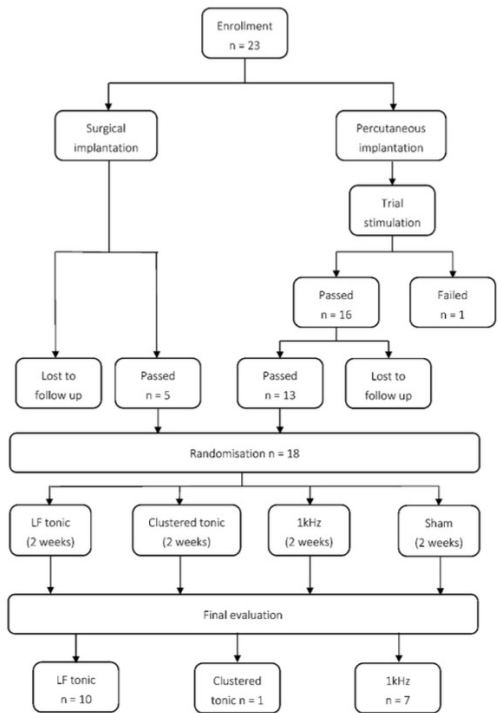 Enrollment
n = 23
Surgical
implantation
Percutaneous
implantation
Trial
stimulation
Passed
n = 16
Failed
n = 1
Lost to
follow up
Passed
n = 5
Passed
n = 13
Lost to
follow up
Randomisation n = 18
LF tonic
(2 weeks)
Clustered tonic
(2 weeks)
1kHz
(2 weeks)
Sham
(2 weeks)
Final evaluation
LF tonic
n = 10
Clustered
tonic n = 1
1kHz
n = 7